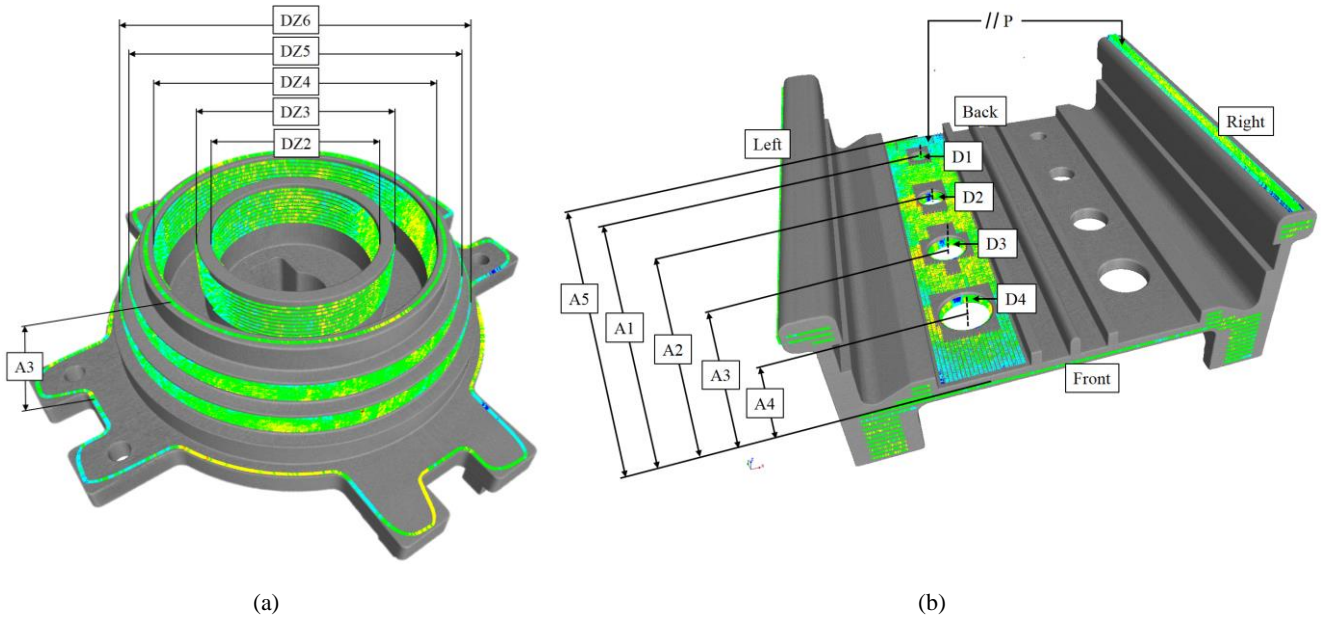 DZ6
DZ5
DZ4
DZ3
DZ2
A3
(a)
// P
Back
Right
Left
D1
D2
D3
D4
A5
A1
A2
A3
A4
Front
(b)